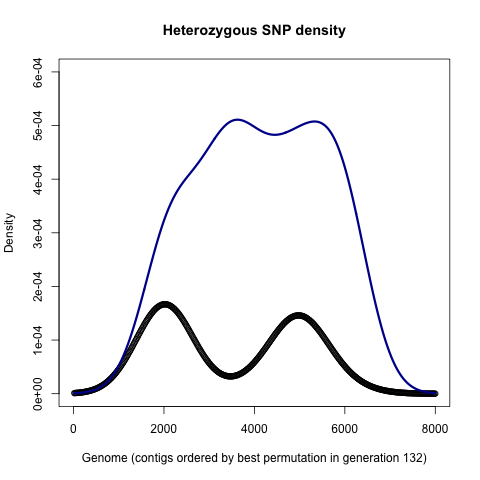 Heterozygous SNP density
Density
6e-04
5e-04
4e-04
3e-04
2e-04
1e-04
0e+00
0 2000 4000 6000 8000
Genome (contigs ordered by best permutation in generation 132)